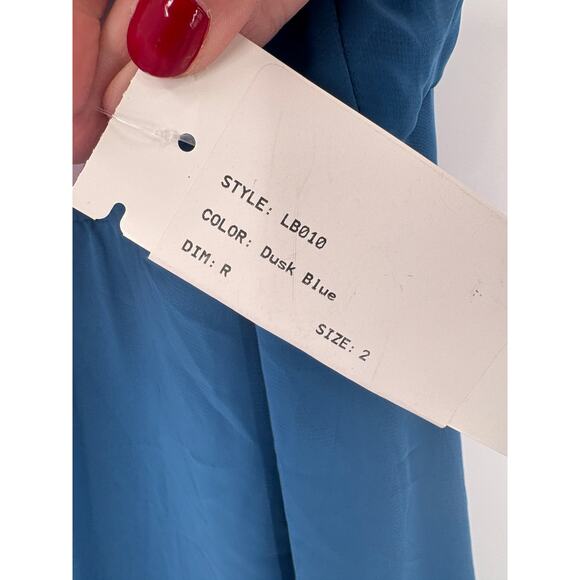 STYLE: LB010
COLOR: Dusk Blue
DIM: R
SIZE: 2